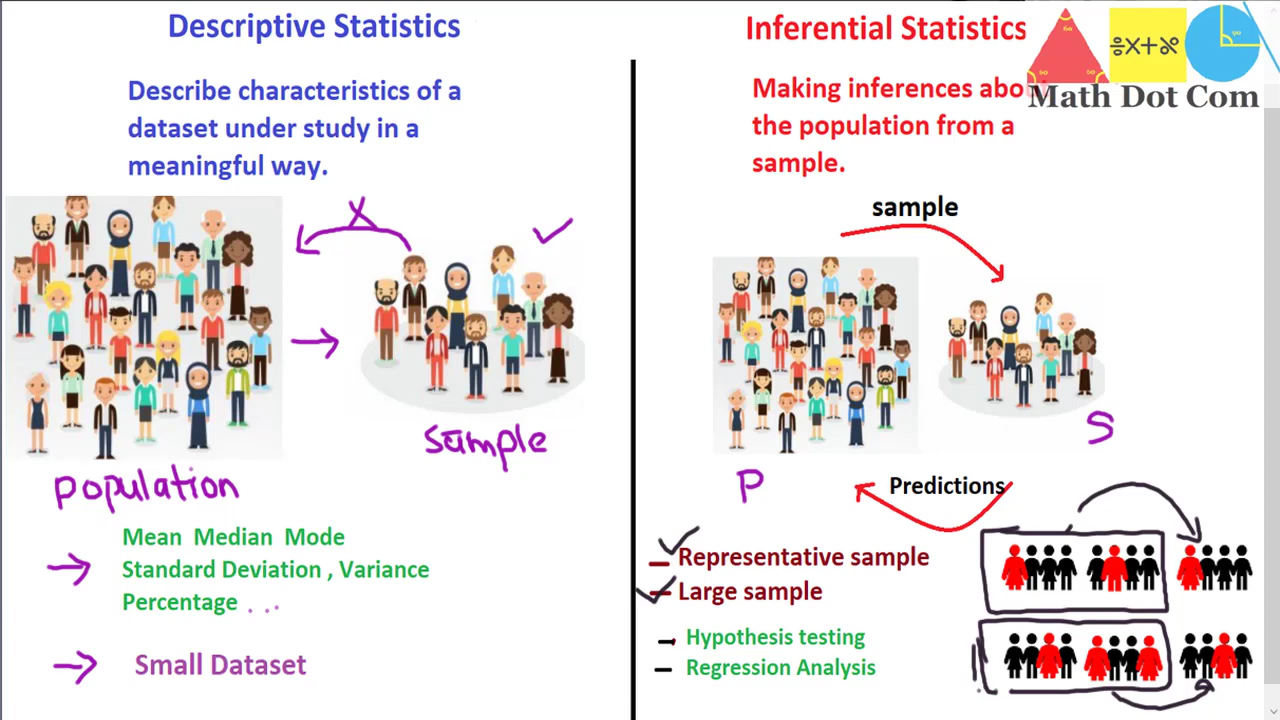 Descriptive Statistics
Describe characteristics of a
dataset under study in a
meaningful way.
sample
population
Mean Median Mode
Standard Deviation , Variance
Percentage . . .
Small Dataset
Inferential Statistics
Making inferences abou
the population from a
sample.
sample
S
P
Predictions
Representative sample
Large sample
Hypothesis testing
Regression Analysis
÷×+%
Math Dot Com